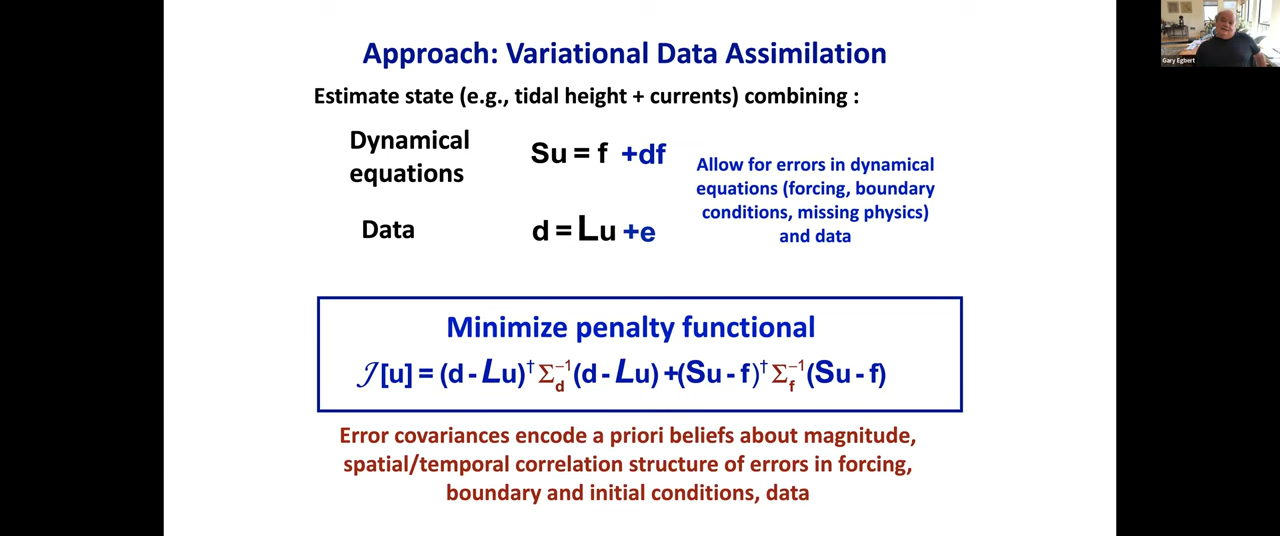 Approach: Variational Data Assimilation
Estimate state (e.g., tidal height + currents) combining :
Dynamical
equations
Su = f +df
Allow for errors in dynamical
equations (forcing, boundary
conditions, missing physics)
and data
Data
d = Lu +e
Minimize penalty functional
𝒥[u] = (d - Lu)† Σd⁻¹ (d - Lu) + (Su - f)† Σf⁻¹ (Su - f)
Error covariances encode a priori beliefs about magnitude,
spatial/temporal correlation structure of errors in forcing,
boundary and initial conditions, data
Gary Egbert